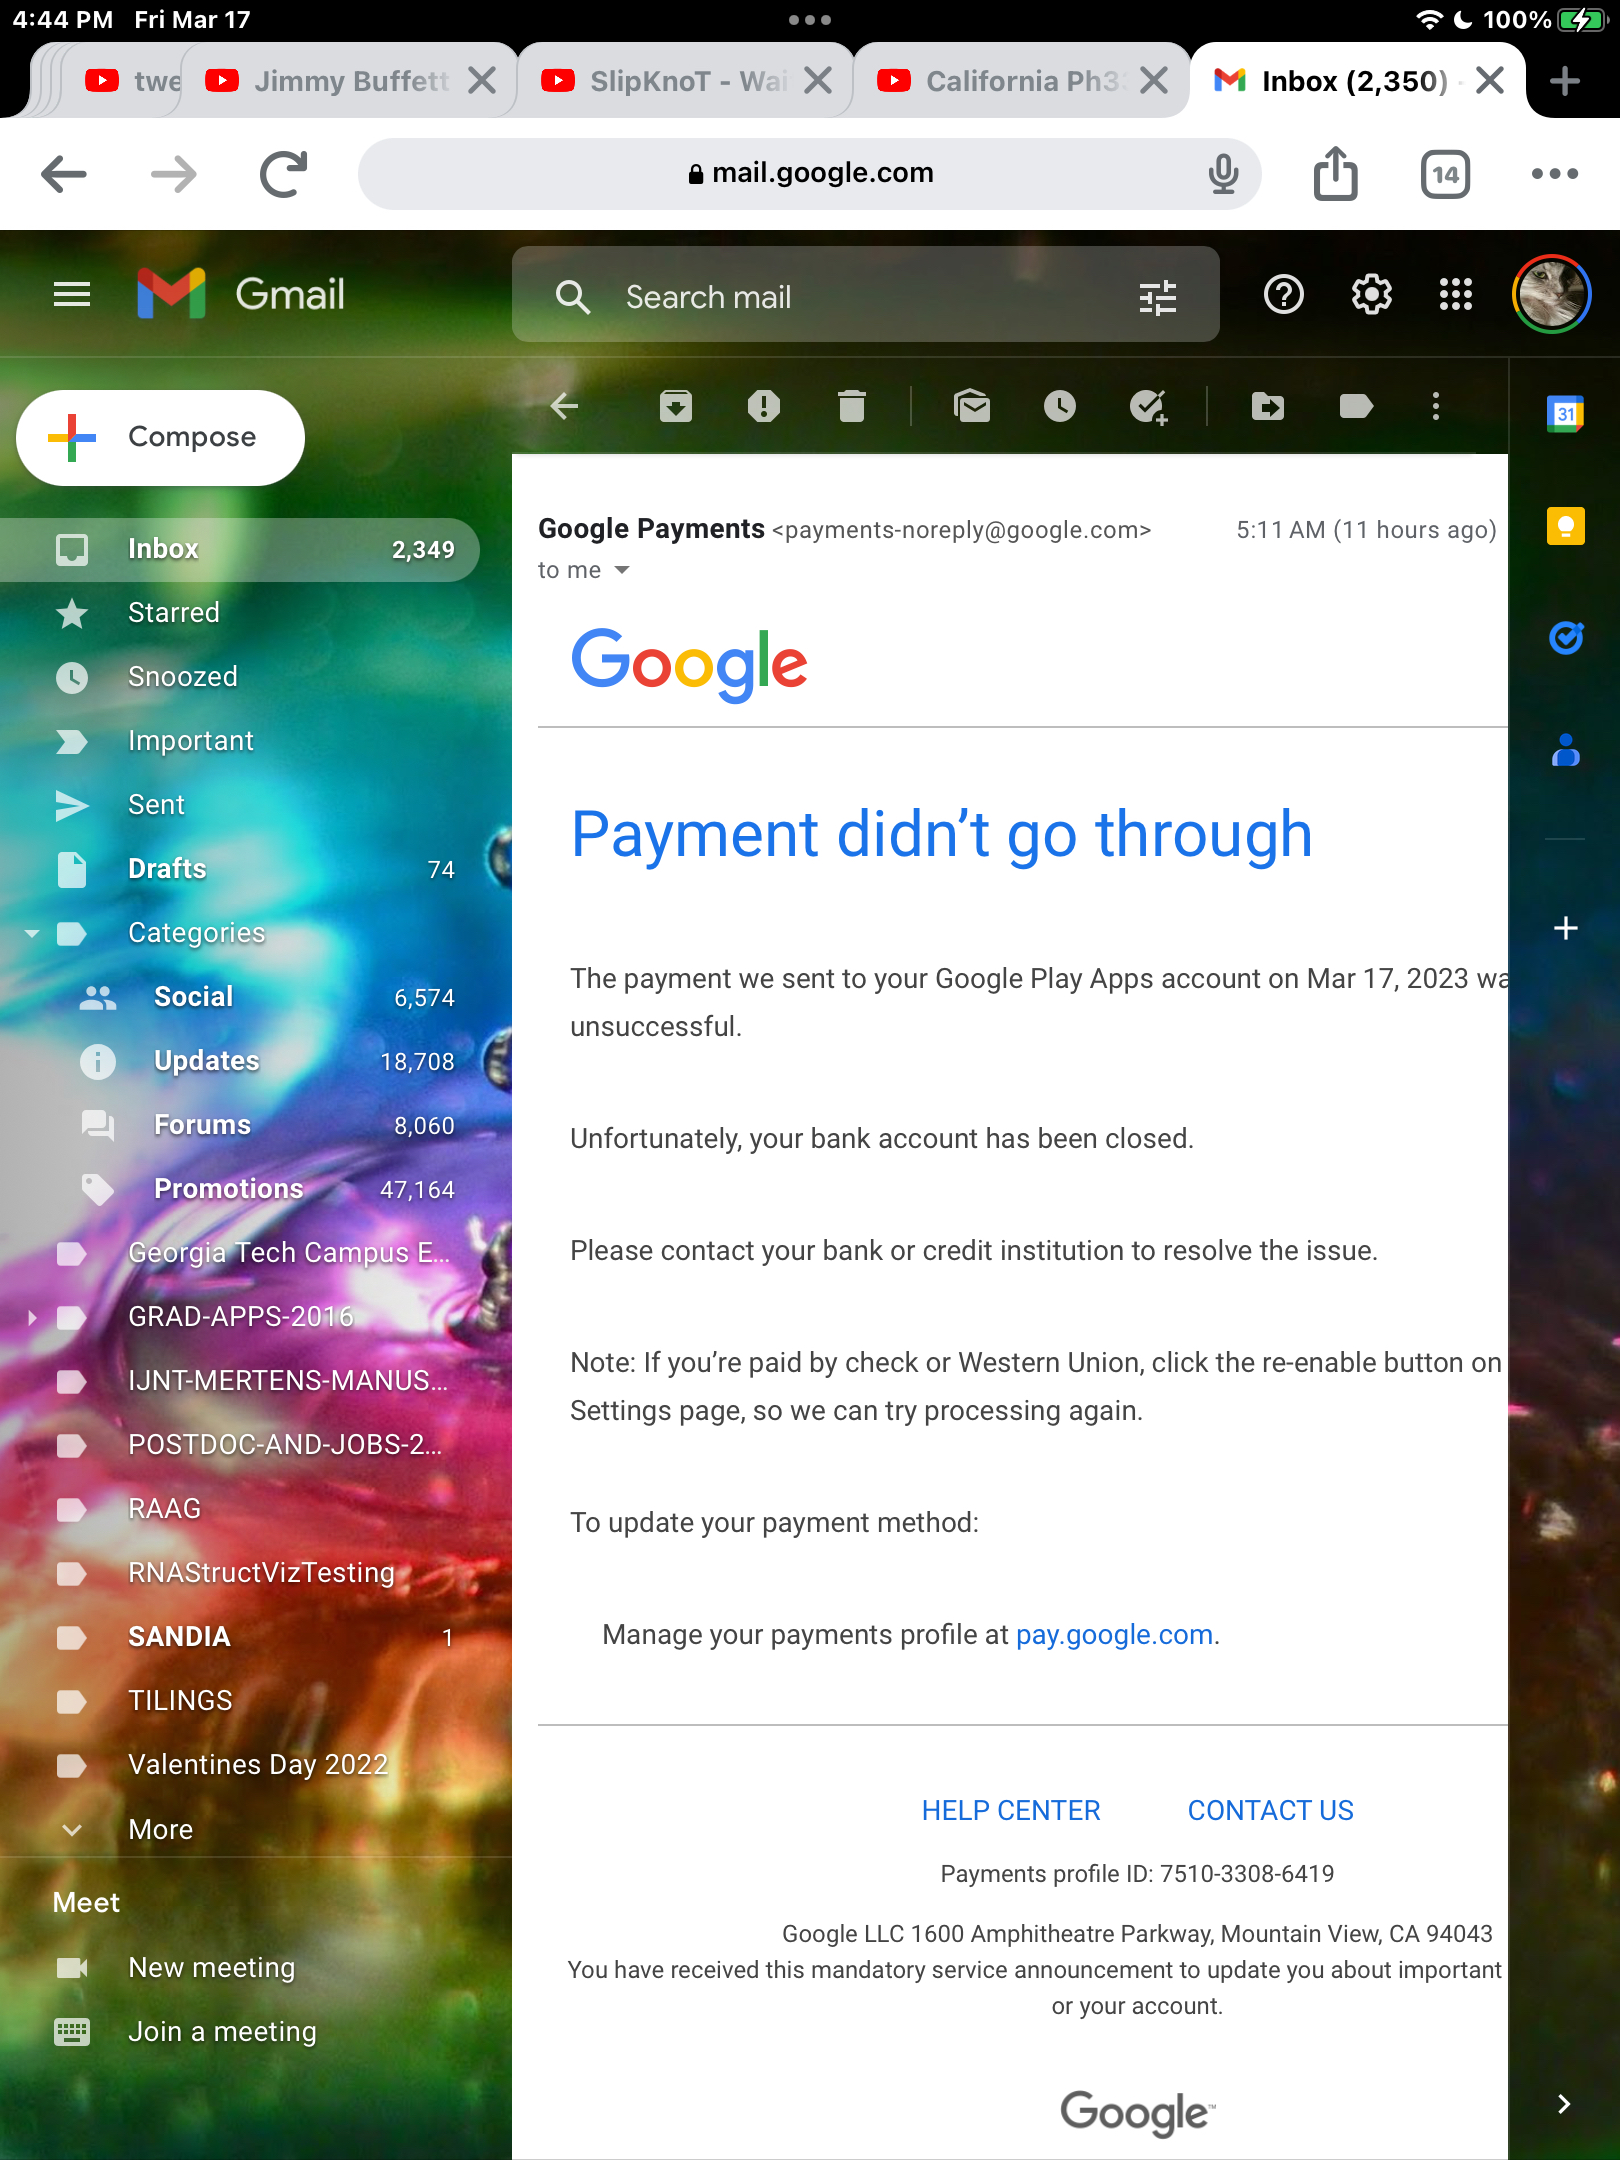 4:44 PM Fri Mar 17
100%
twe
Jimmy Buffett
SlipKnoT - Wai
California Ph33
Inbox (2,350) -
mail.google.com
14
Gmail
Search mail
Compose
31
Inbox 2,349
Starred
Snoozed
Important
Sent
Drafts 74
Categories
Social 6,574
Updates 18,708
Forums 8,060
Promotions 47,164
Georgia Tech Campus E...
GRAD-APPS-2016
IJNT-MERTENS-MANUS...
POSTDOC-AND-JOBS-2...
RAAG
RNAStructVizTesting
SANDIA 1
TILINGS
Valentines Day 2022
More
Meet
New meeting
Join a meeting
Google Payments <payments-noreply@google.com> 5:11 AM (11 hours ago)
to me
Google
Payment didn’t go through
The payment we sent to your Google Play Apps account on Mar 17, 2023 wa
unsuccessful.
Unfortunately, your bank account has been closed.
Please contact your bank or credit institution to resolve the issue.
Note: If you’re paid by check or Western Union, click the re-enable button on
Settings page, so we can try processing again.
To update your payment method:
Manage your payments profile at pay.google.com.
HELP CENTER CONTACT US
Payments profile ID: 7510-3308-6419
Google LLC 1600 Amphitheatre Parkway, Mountain View, CA 94043
You have received this mandatory service announcement to update you about important
or your account.
Google™